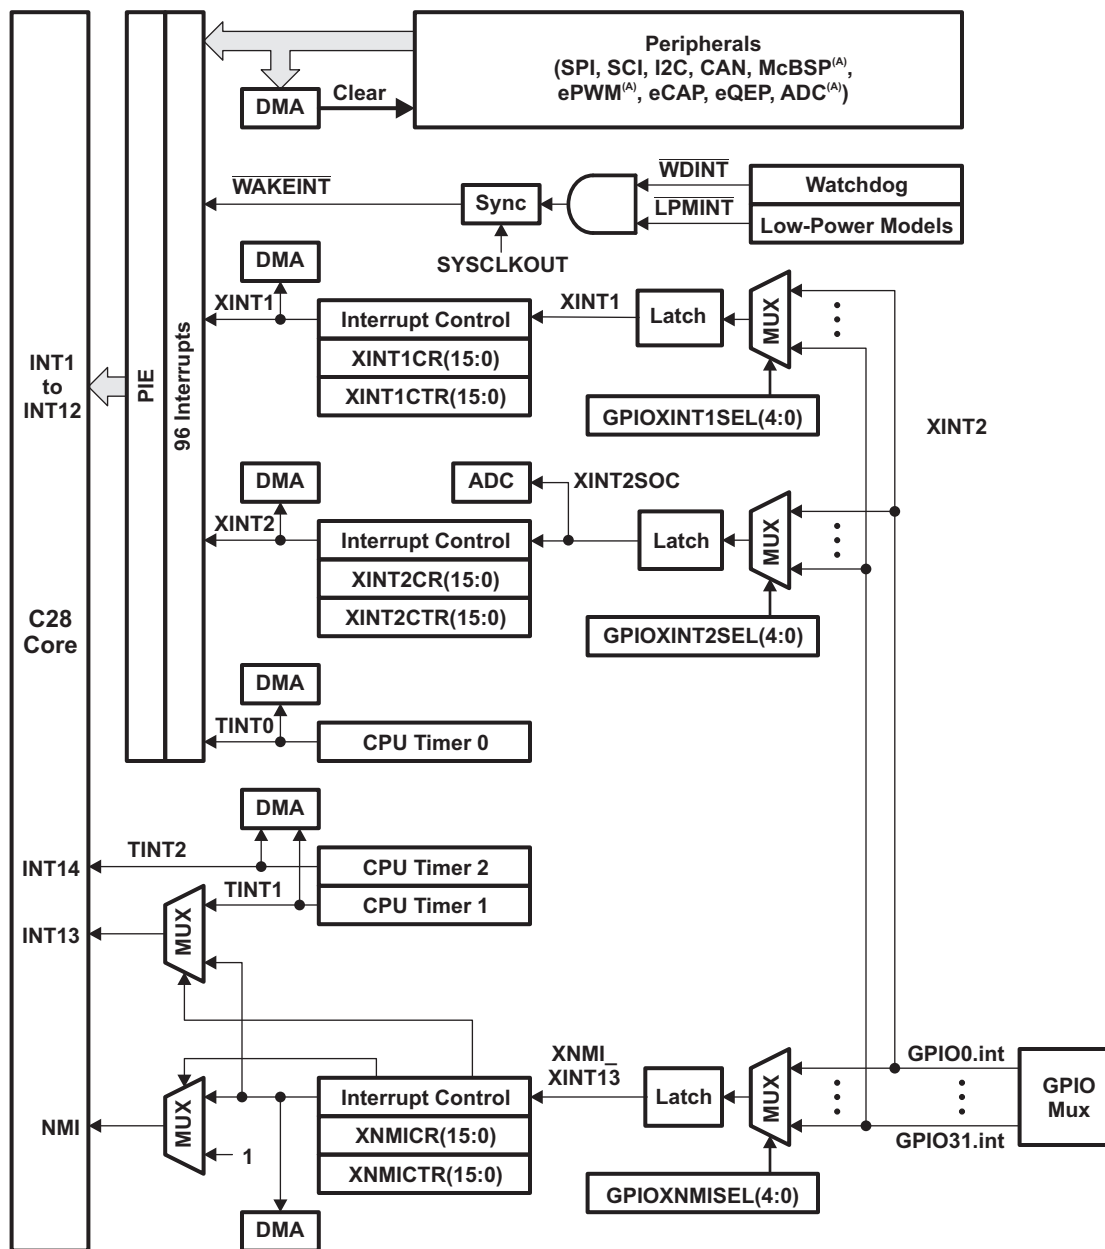 Peripherals
(SPI, SCI, I2C, CAN, McBSP(A),
ePWM(A), eCAP, eQEP, ADC(A))
DMA
Clear
WDINT
Watchdog
WAKEINT
Sync
LPMINT
Low-Power Models
SYSCLKOUT
DMA
XINT1
Interrupt Control
XINT1CR(15:0)
XINT1CTR(15:0)
XINT1
Latch
MUX
GPIOXINT1SEL(4:0)
INT1
to
INT12
PIE
96 Interrupts
XINT2
DMA
ADC
XINT2SOC
XINT2
Interrupt Control
XINT2CR(15:0)
XINT2CTR(15:0)
Latch
MUX
GPIOXINT2SEL(4:0)
C28
Core
DMA
TINT0
CPU Timer 0
DMA
INT14
TINT2
CPU Timer 2
TINT1
CPU Timer 1
INT13
MUX
XNMI_
XINT13
Latch
MUX
GPIO0.int
GPIO31.int
GPIO
Mux
NMI
MUX
1
Interrupt Control
XNMICR(15:0)
XNMICTR(15:0)
GPIOXNMISEL(4:0)
DMA